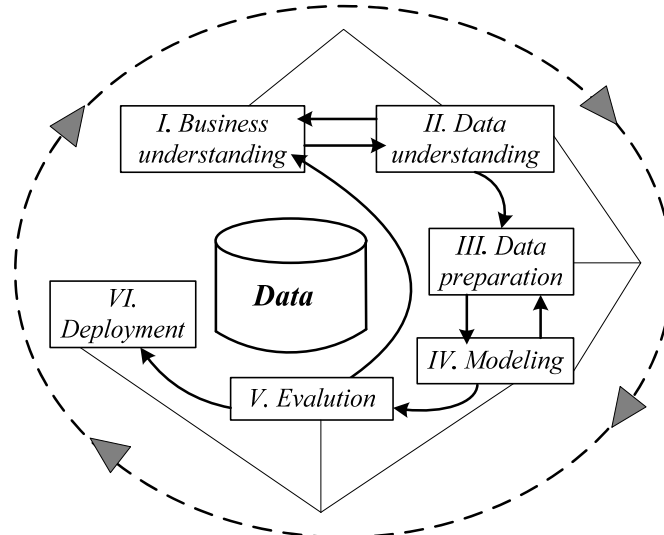 I. Business
understanding
II. Data
understanding
III. Data
preparation
Data
VI.
Deployment
IV. Modeling
V. Evalution